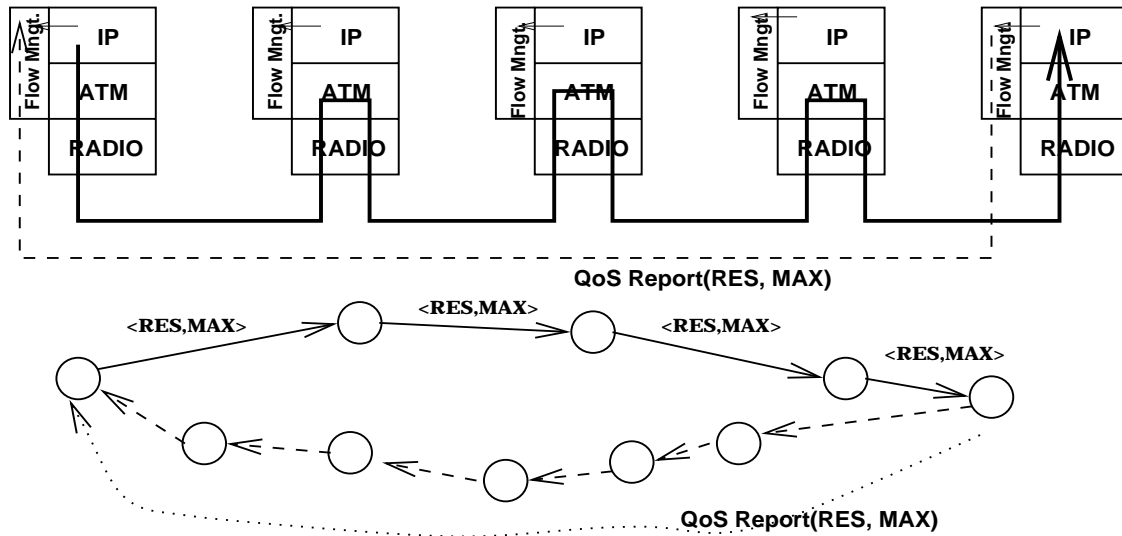 Flow Mngt. IP ATM RADIO
Flow Mngt. IP ATM RADIO
Flow Mngt. IP ATM RADIO
Flow Mngt. IP ATM RADIO
Flow Mngt. IP ATM RADIO
QoS Report(RES, MAX)
<RES,MAX>
<RES,MAX>
<RES,MAX>
<RES,MAX>
QoS Report(RES, MAX)